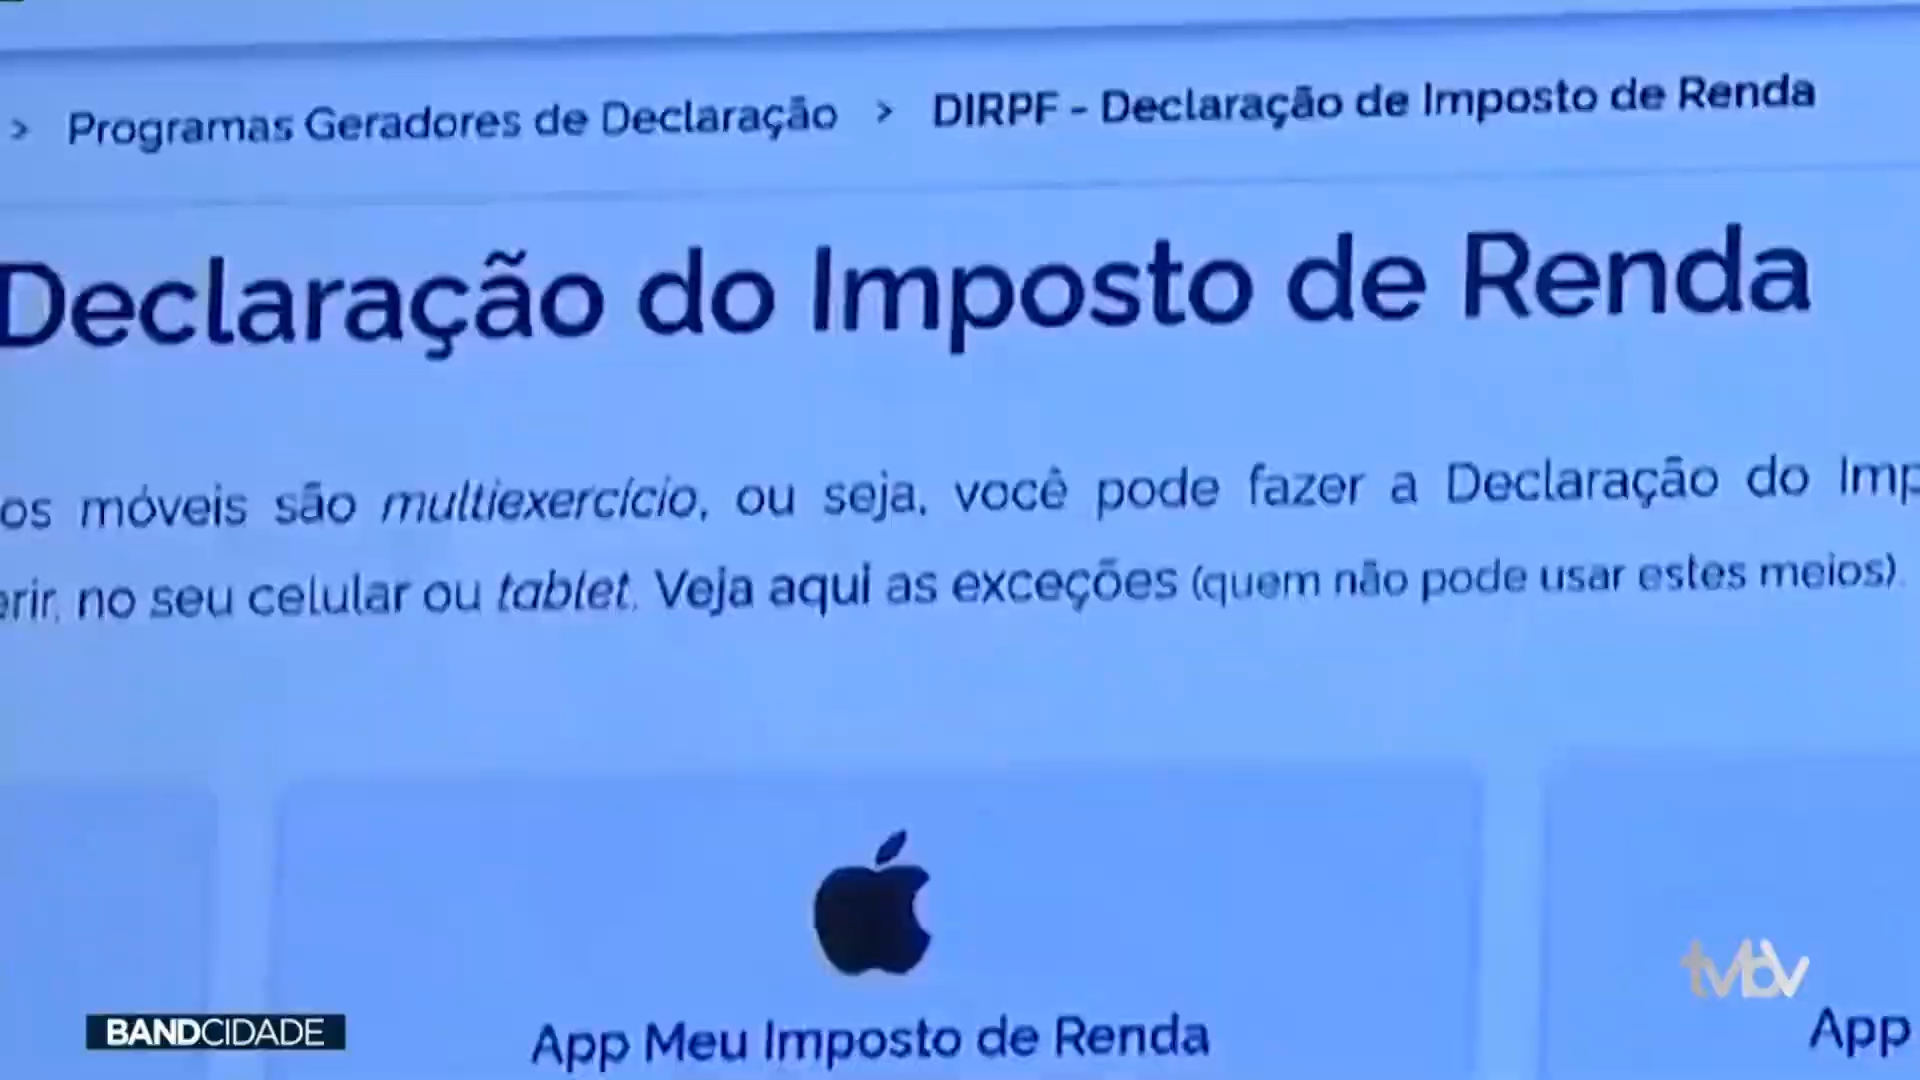 > Programas Geradores de Declaração > DIRPF - Declaração de Imposto de Renda
Declaração do Imposto de Renda
os móveis são multiexercício, ou seja, você pode fazer a Declaração do Imp
erir, no seu celular ou tablet. Veja aqui as exceções (quem não pode usar estes meios).
App Meu Imposto de Renda
App
tvbv
BANDCIDADE